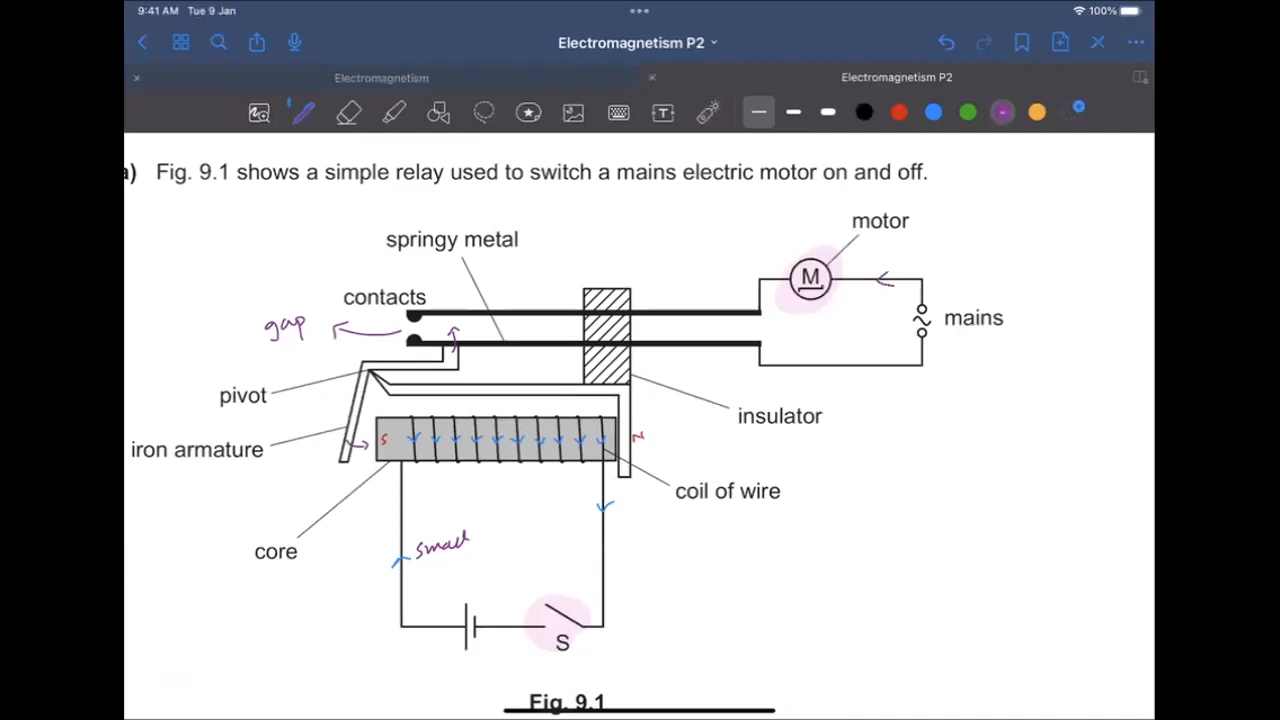 9:41 AM Tue 9 Jan
100%
Electromagnetism P2
Electromagnetism
Electromagnetism P2
a) Fig. 9.1 shows a simple relay used to switch a mains electric motor on and off.
motor
springy metal
M
contacts
gap
mains
pivot
insulator
iron armature
S
N
coil of wire
core
small
S
Fig. 9.1